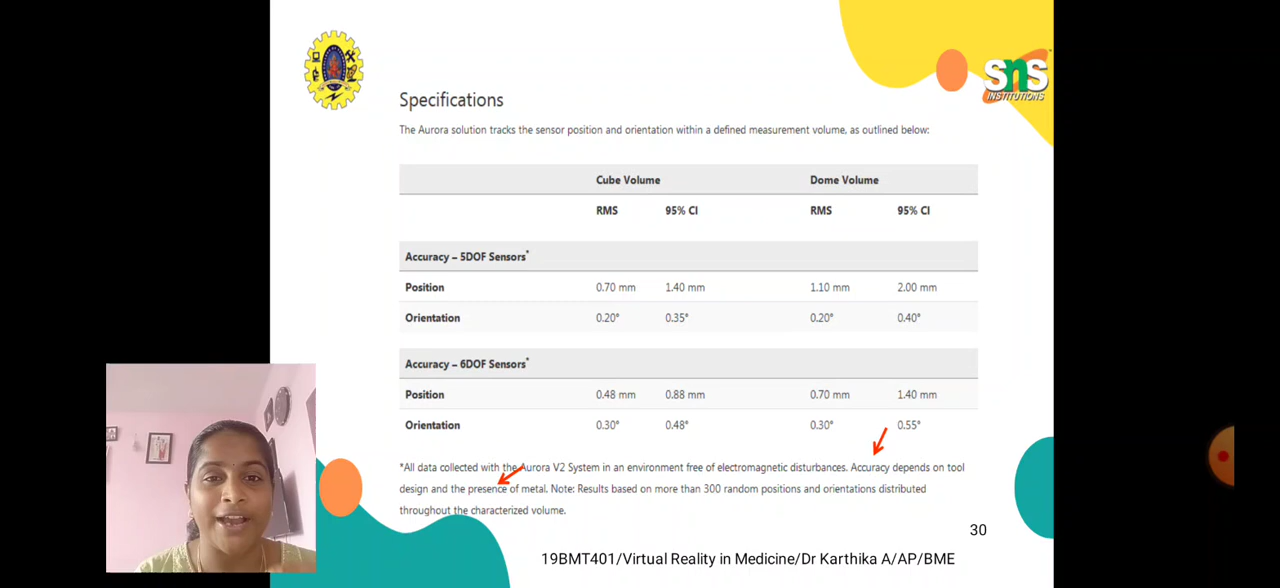 SnS
INSTITUTIONS
Specifications
The Aurora solution tracks the sensor position and orientation within a defined measurement volume, as outlined below:
Cube Volume Dome Volume
RMS 95% CI RMS 95% CI
Accuracy – 5DOF Sensors*
Position 0.70 mm 1.40 mm 1.10 mm 2.00 mm
Orientation 0.20° 0.35° 0.20° 0.40°
Accuracy – 6DOF Sensors*
Position 0.48 mm 0.88 mm 0.70 mm 1.40 mm
Orientation 0.30° 0.48° 0.30° 0.55°
*All data collected with the Aurora V2 System in an environment free of electromagnetic disturbances. Accuracy depends on tool
design and the presence of metal. Note: Results based on more than 300 random positions and orientations distributed
throughout the characterized volume.
30
19BMT401/Virtual Reality in Medicine/Dr Karthika A/AP/BME